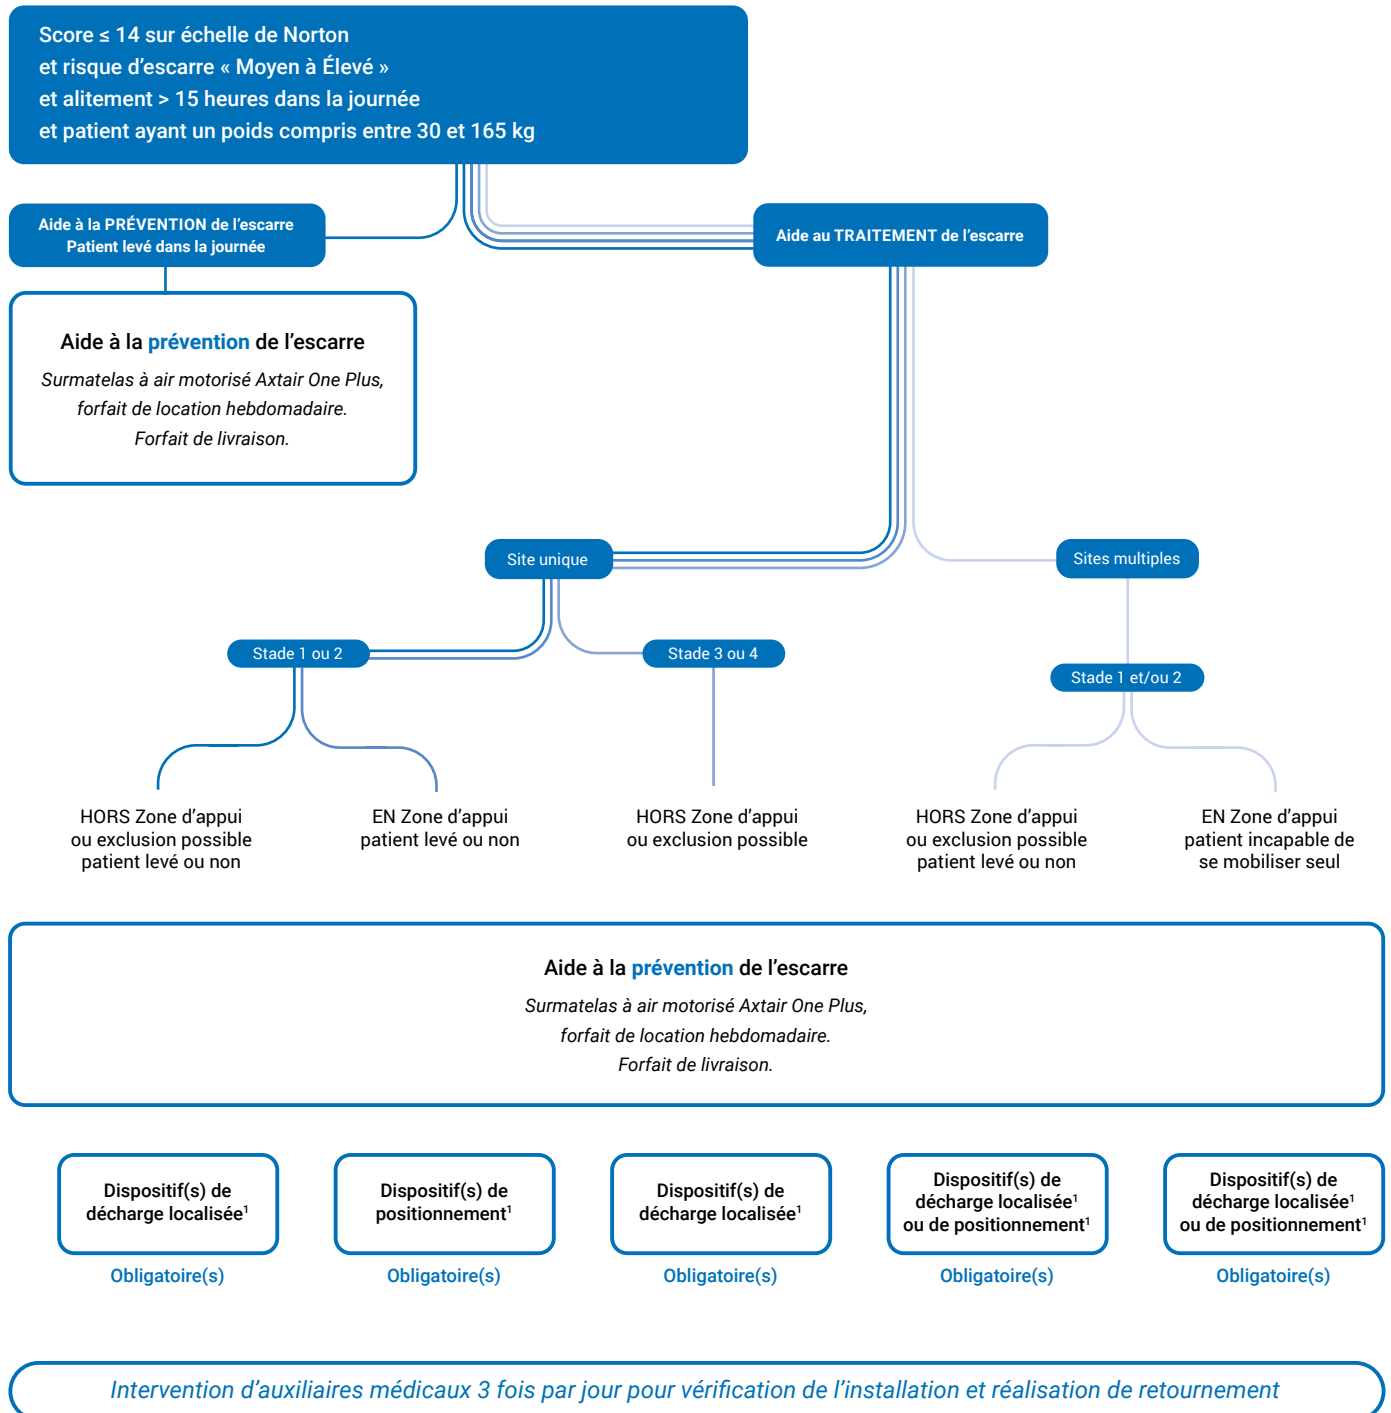 Score ≤ 14 sur échelle de Norton
et risque d’escarre « Moyen à Élevé »
et alitement > 15 heures dans la journée
et patient ayant un poids compris entre 30 et 165 kg
Aide à la PRÉVENTION de l’escarre
Patient levé dans la journée
Aide au TRAITEMENT de l’escarre
Aide à la prévention de l’escarre
Surmatelas à air motorisé Axtair One Plus,
forfait de location hebdomadaire.
Forfait de livraison.
Site unique
Sites multiples
Stade 1 ou 2
Stade 3 ou 4
Stade 1 et/ou 2
HORS Zone d’appui
ou exclusion possible
patient levé ou non
EN Zone d’appui
patient levé ou non
HORS Zone d’appui
ou exclusion possible
HORS Zone d’appui
ou exclusion possible
patient levé ou non
EN Zone d’appui
patient incapable de
se mobiliser seul
Aide à la prévention de l’escarre
Surmatelas à air motorisé Axtair One Plus,
forfait de location hebdomadaire.
Forfait de livraison.
Dispositif(s) de
décharge localisée¹
Obligatoire(s)
Dispositif(s) de
positionnement¹
Obligatoire(s)
Dispositif(s) de
décharge localisée¹
Obligatoire(s)
Dispositif(s) de
décharge localisée¹
ou de positionnement¹
Obligatoire(s)
Dispositif(s) de
décharge localisée¹
ou de positionnement¹
Obligatoire(s)
Intervention d’auxiliaires médicaux 3 fois par jour pour vérification de l’installation et réalisation de retournement